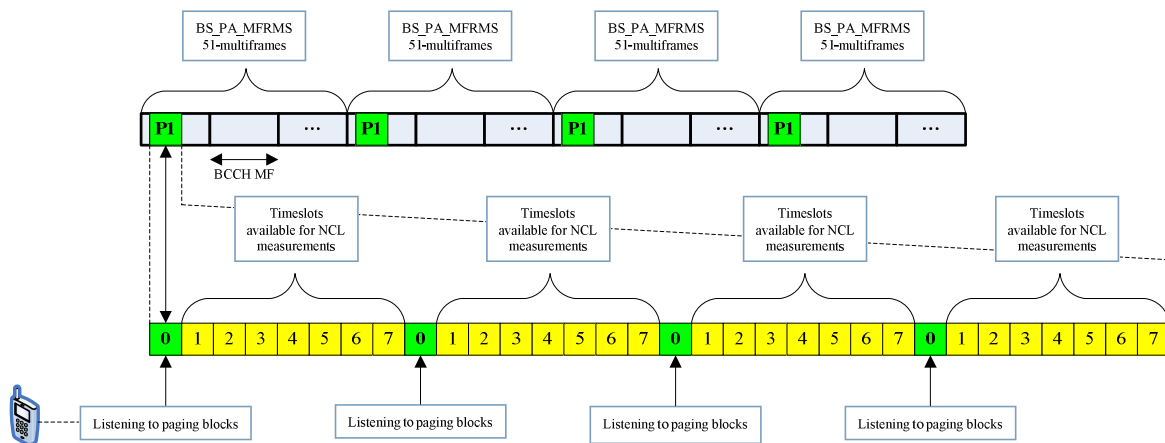 BS_PA_MFRMS
51-multiframes
BS_PA_MFRMS
51-multiframes
BS_PA_MFRMS
51-multiframes
BS_PA_MFRMS
51-multiframes
P1 ... P1 ... P1 ... P1 ...
BCCH MF
Timeslots
available for NCL
measurements
Timeslots
available for NCL
measurements
Timeslots
available for NCL
measurements
Timeslots
available for NCL
measurements
0 1 2 3 4 5 6 7 0 1 2 3 4 5 6 7 0 1 2 3 4 5 6 7 0 1 2 3 4 5 6 7
Listening to paging blocks
Listening to paging blocks
Listening to paging blocks
Listening to paging blocks